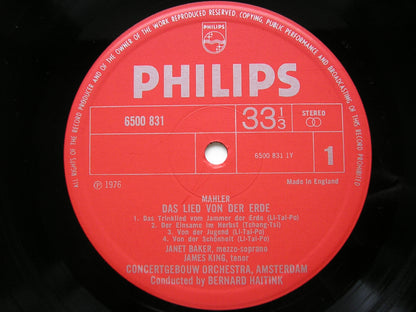 ALL RIGHTS OF THE RECORD PRODUCER AND OF THE OWNER OF THE WORK REPRODUCED RESERVED. COPYING, PUBLIC PERFORMANCE AND BROADCASTING OF THIS RECORD PROHIBITED
PHILIPS
PHILIPS
6500 831
33 1/3
STEREO
6500 831 1Y
1
℗ 1976
Made in England
MAHLER
DAS LIED VON DER ERDE
1. Das Trinklied vom Jammer der Erde (Li-Tai-Po)
2. Der Einsame im Herbst (Tchang-Tsi)
3. Von der Jugend (Li-Tai-Po)
4. Von der Schönheit (Li-Tai-Po)
JANET BAKER, mezzo-soprano
JAMES KING, tenor
CONCERTGEBOUW ORCHESTRA, AMSTERDAM
Conducted by BERNARD HAITINK